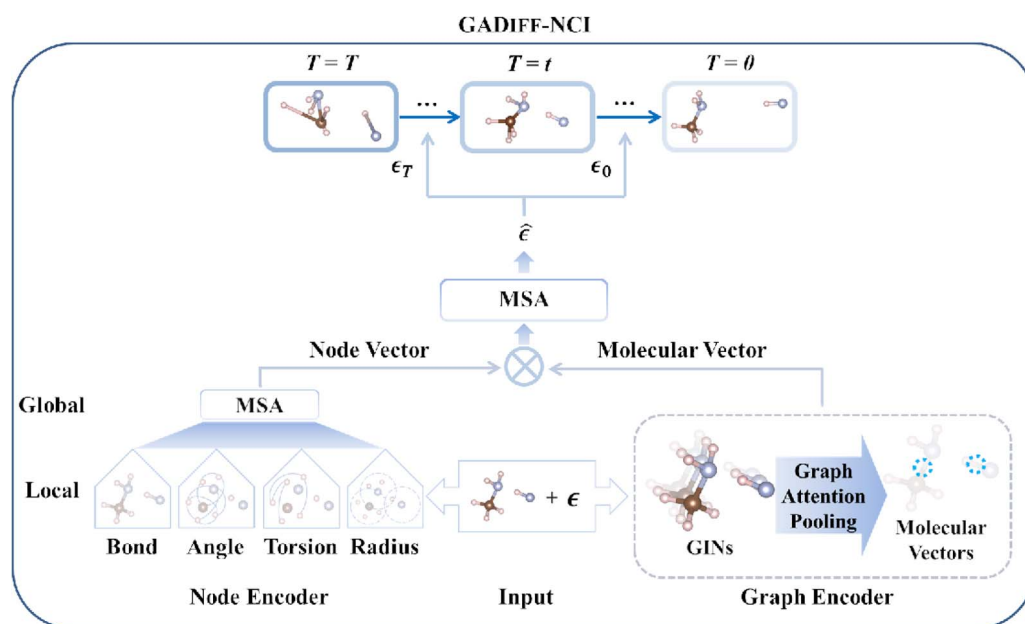 GADIFF-NCI
T = T
T = t
T = 0
...
...
ϵ_T
ϵ_0
ϵ̂
MSA
Node Vector
Molecular Vector
Global
MSA
Local
+ ϵ
Graph
Attention
Pooling
GINs
Molecular
Vectors
Bond
Angle
Torsion
Radius
Node Encoder
Input
Graph Encoder